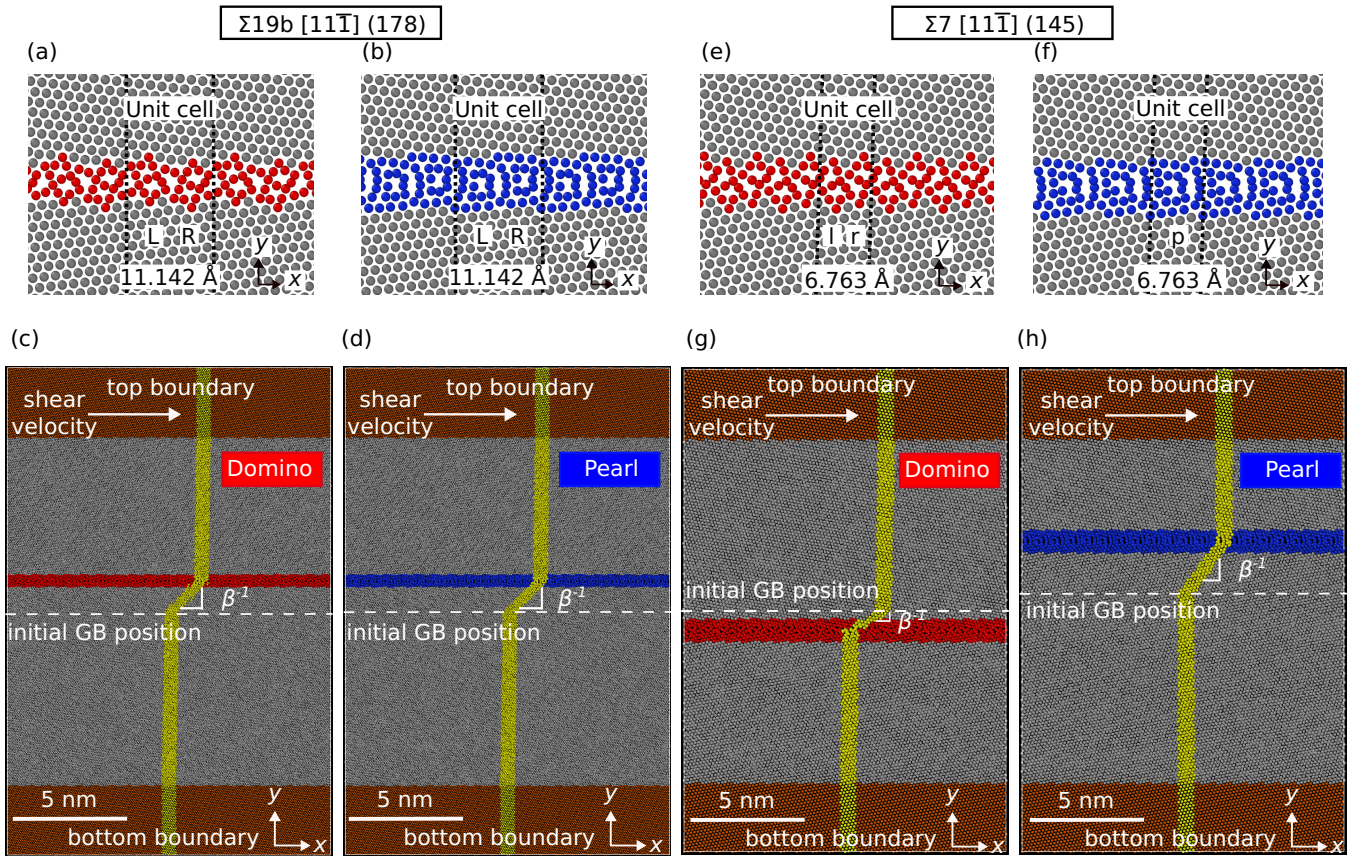 Σ19b [111̅] (178)
Σ7 [111̅] (145)
(a)
(b)
(e)
(f)
Unit cell
Unit cell
Unit cell
Unit cell
L R
L R
l r
p
y
y
y
y
11.142 Å
x
11.142 Å
x
6.763 Å
x
6.763 Å
x
(c)
(d)
(g)
(h)
top boundary
shear
velocity
Domino
β⁻¹
initial GB position
5 nm
y
bottom boundary
x
top boundary
shear
velocity
Pearl
β⁻¹
initial GB position
5 nm
y
bottom boundary
x
top boundary
shear
velocity
Domino
initial GB position
β⁻¹
5 nm
y
bottom boundary
x
top boundary
shear
velocity
Pearl
β⁻¹
initial GB position
5 nm
y
bottom boundary
x